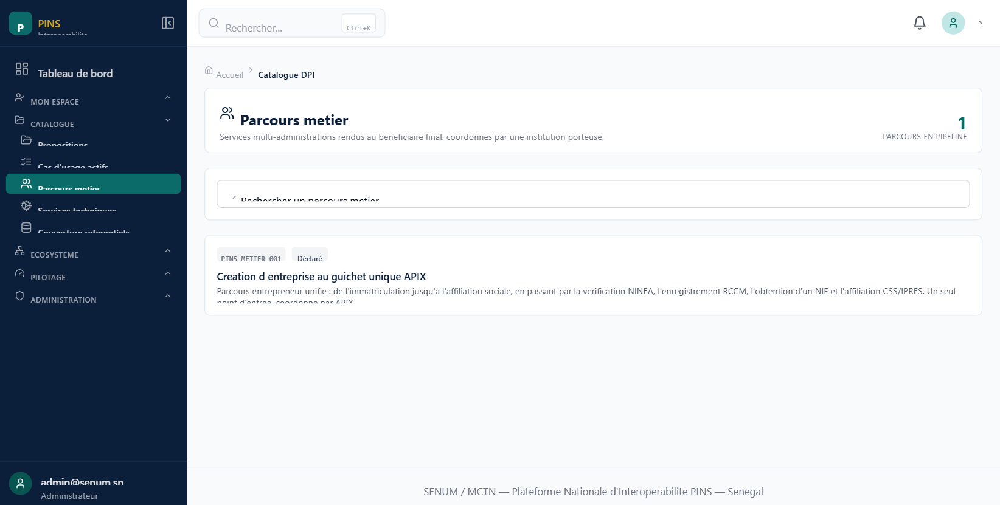 P
PINS
Interoperabilite
Rechercher...
Ctrl+K
Tableau de bord
MON ESPACE
CATALOGUE
Propositions
Cas d'usage actifs
Parcours metier
Services techniques
Couverture referentiels
ECOSYSTEME
PILOTAGE
ADMINISTRATION
admin@senum.sn
Administrateur
Accueil
Catalogue DPI
Parcours metier
Services multi-administrations rendus au beneficiaire final, coordonnes par une institution porteuse.
1
PARCOURS EN PIPELINE
Rechercher un parcours metier
PINS-METIER-001
Déclaré
Creation d entreprise au guichet unique APIX
Parcours entrepreneur unifie : de l'immatriculation jusqu'a l'affiliation sociale, en passant par la verification NINEA, l'enregistrement RCCM, l'obtention d'un NIF et l'affiliation CSS/IPRES. Un seul
point d'entree, coordonne par APIX.
SENUM / MCTN — Plateforme Nationale d'Interoperabilite PINS — Senegal